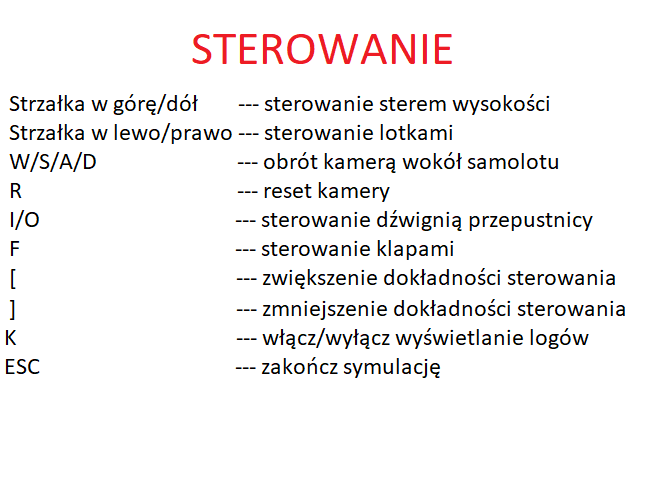 STEROWANIE
Strzałka w górę/dół --- sterowanie sterem wysokości
Strzałka w lewo/prawo --- sterowanie lotkami
W/S/A/D --- obrót kamerą wokół samolotu
R --- reset kamery
I/O --- sterowanie dźwignią przepustnicy
F --- sterowanie klapami
[ --- zwiększenie dokładności sterowania
] --- zmniejszenie dokładności sterowania
K --- włącz/wyłącz wyświetlanie logów
ESC --- zakończ symulację